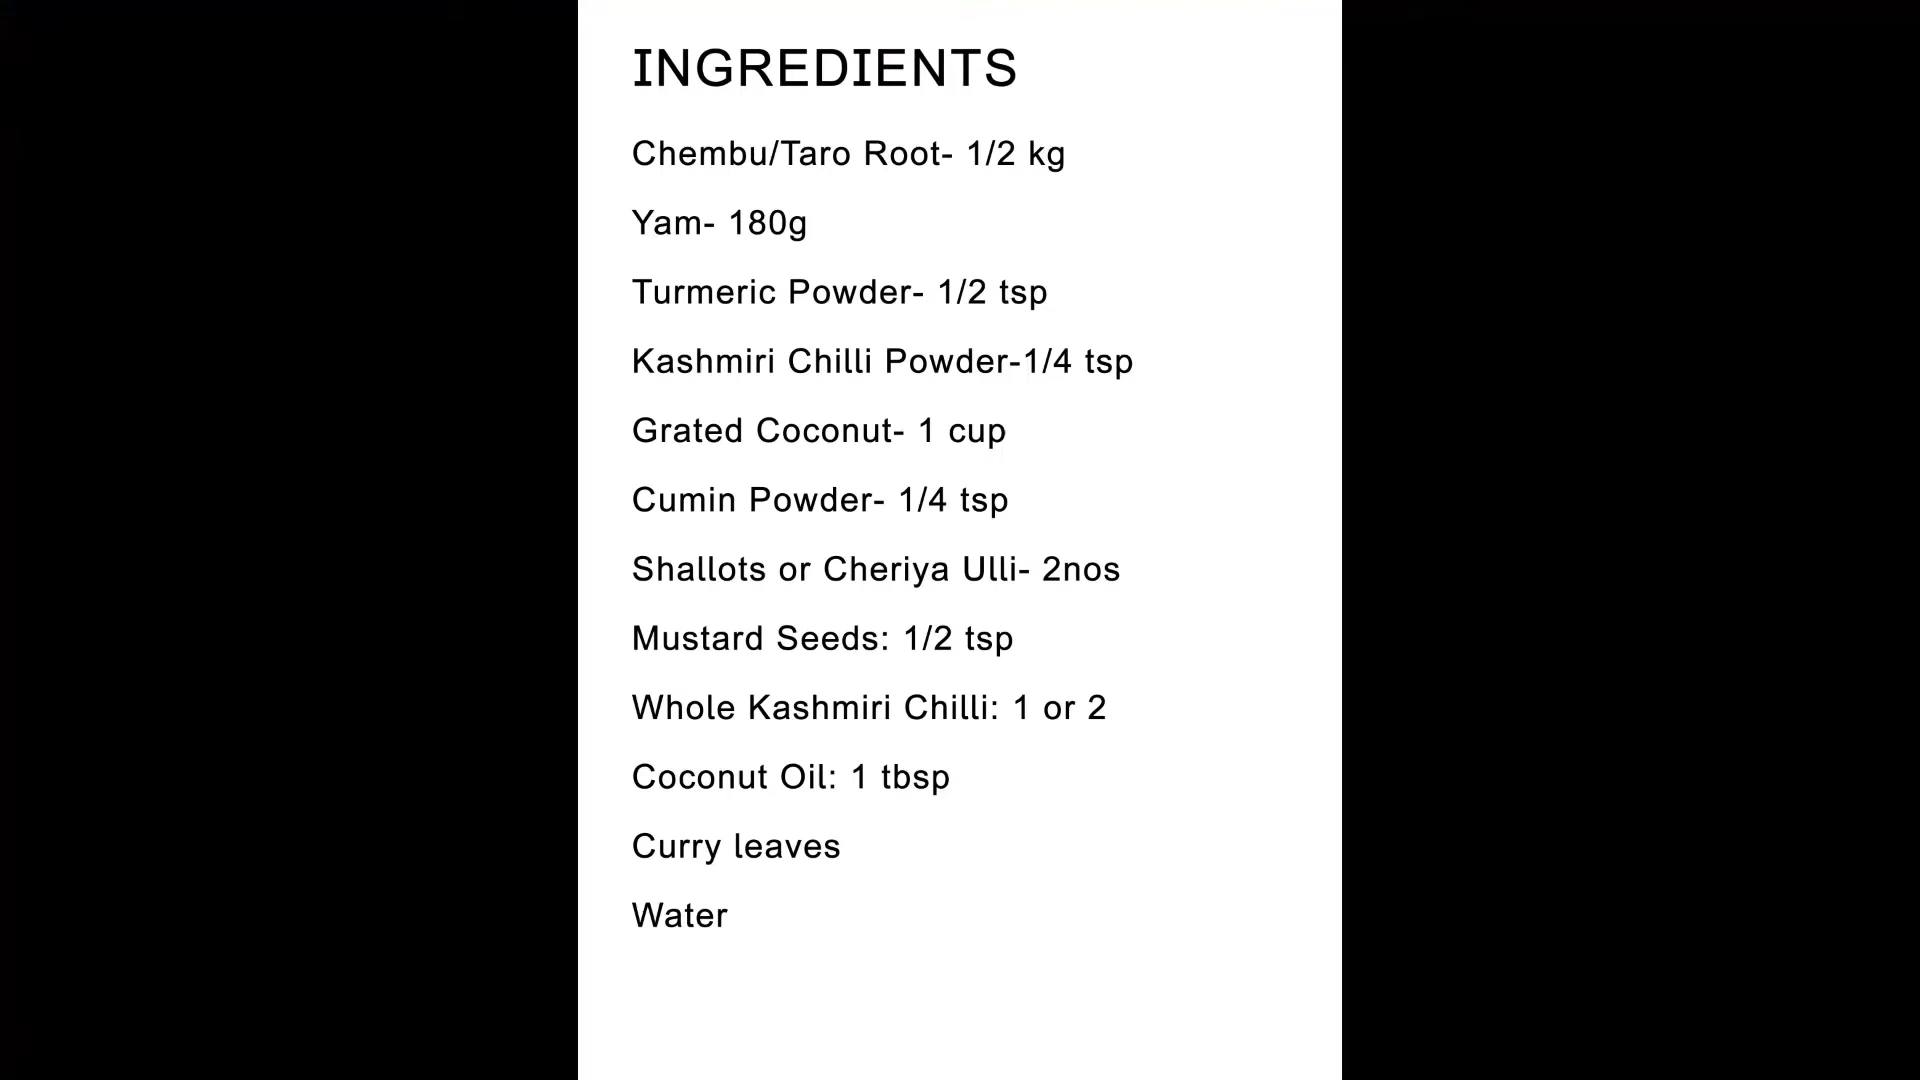 INGREDIENTS
Chembu/Taro Root- 1/2 kg
Yam- 180g
Turmeric Powder- 1/2 tsp
Kashmiri Chilli Powder-1/4 tsp
Grated Coconut- 1 cup
Cumin Powder- 1/4 tsp
Shallots or Cheriya Ulli- 2nos
Mustard Seeds: 1/2 tsp
Whole Kashmiri Chilli: 1 or 2
Coconut Oil: 1 tbsp
Curry leaves
Water